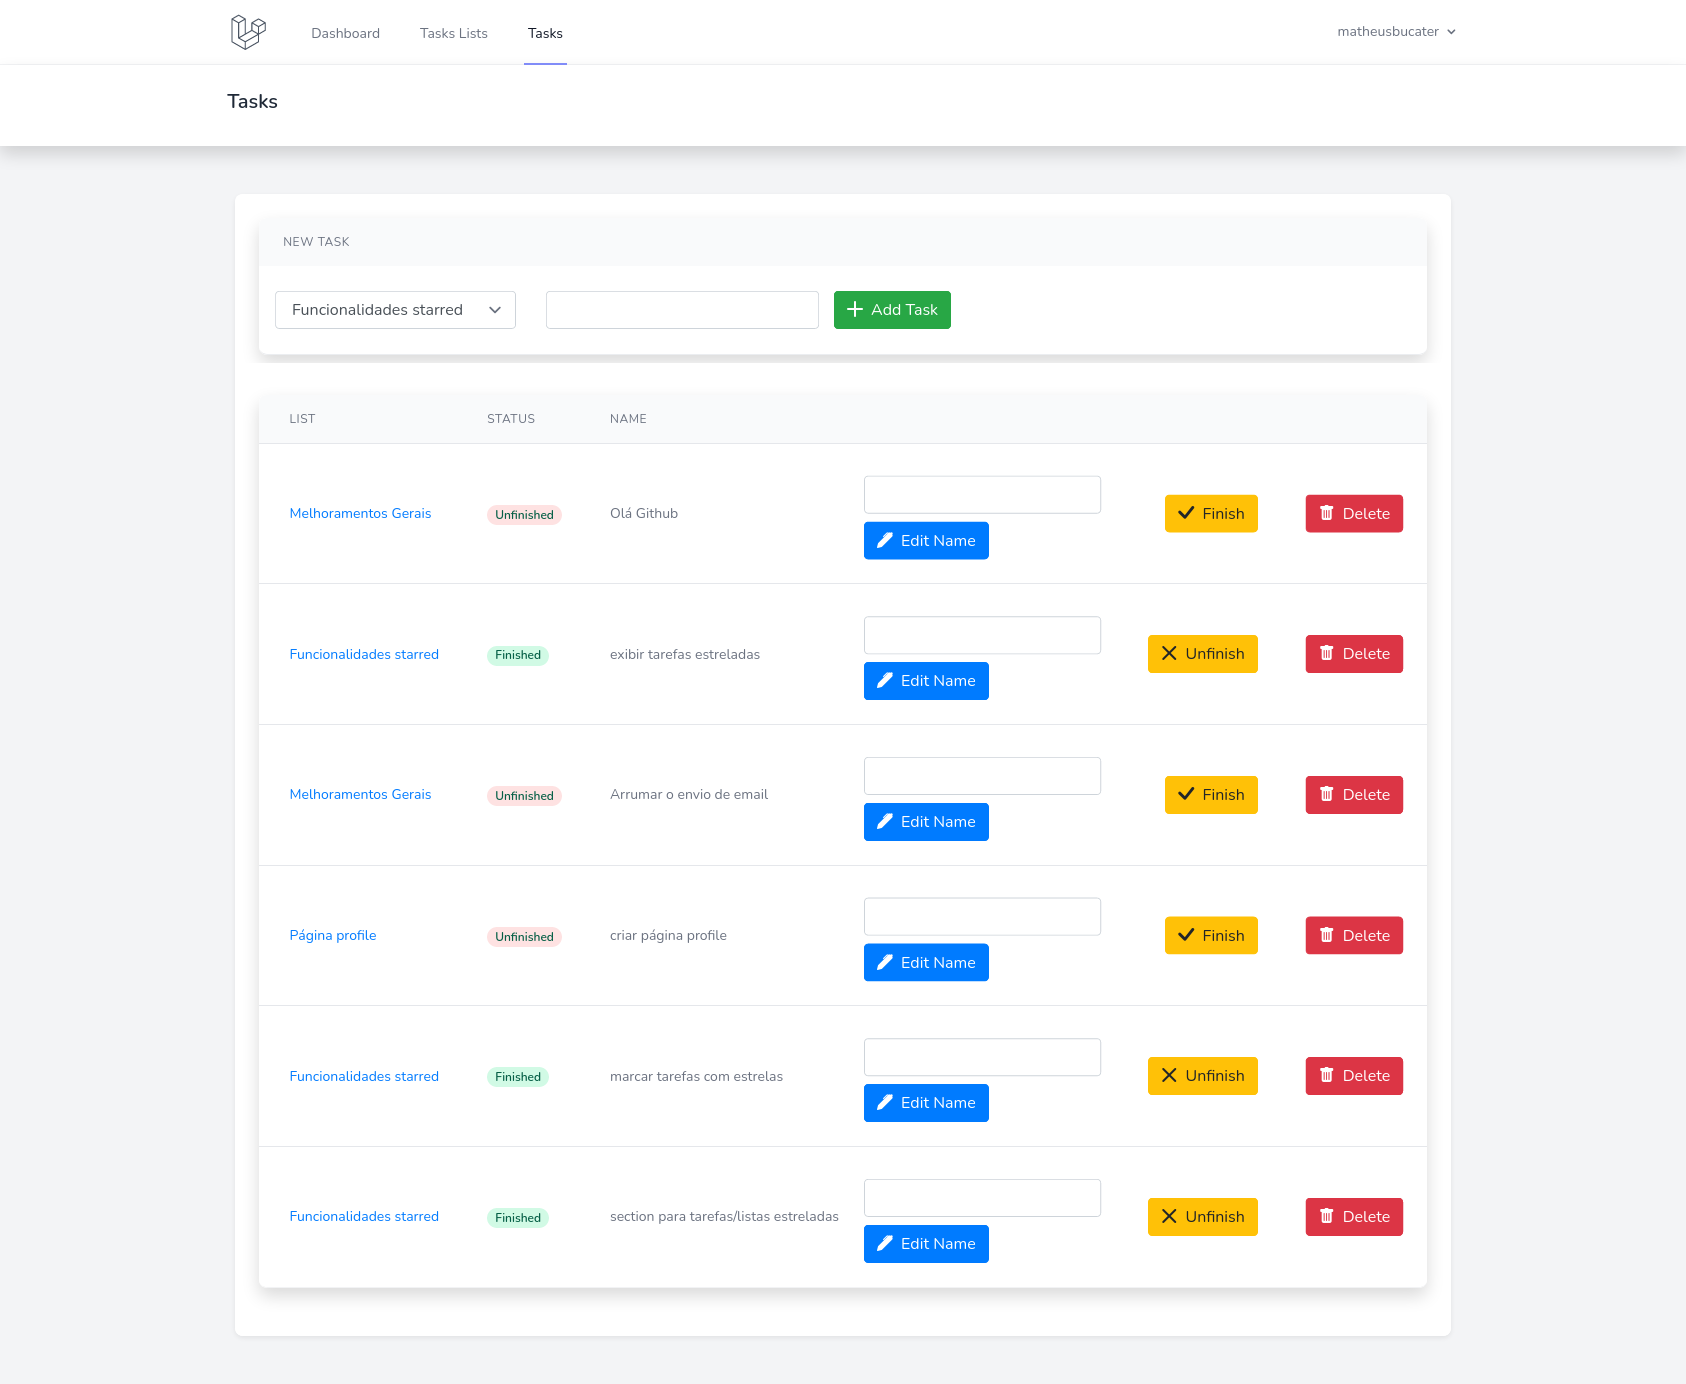 Dashboard Tasks Lists Tasks matheusbucater
Tasks
NEW TASK
Funcionalidades starred Add Task
LIST STATUS NAME
Melhoramentos Gerais Unfinished Olá Github Finish Delete
Edit Name
Funcionalidades starred Finished exibir tarefas estreladas Unfinish Delete
Edit Name
Melhoramentos Gerais Unfinished Arrumar o envio de email Finish Delete
Edit Name
Página profile Unfinished criar página profile Finish Delete
Edit Name
Funcionalidades starred Finished marcar tarefas com estrelas Unfinish Delete
Edit Name
Funcionalidades starred Finished section para tarefas/listas estreladas Unfinish Delete
Edit Name